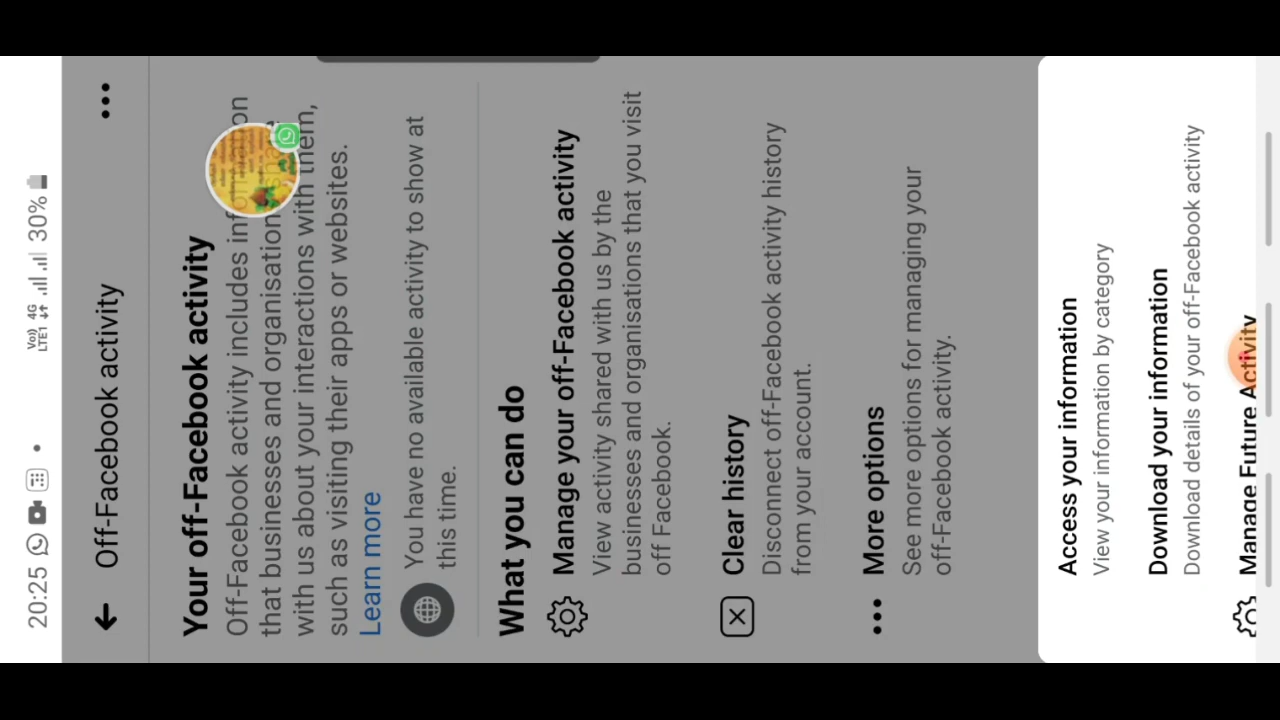 20:25
Vo)) 4G
LTE1
30%
Off-Facebook activity
Your off-Facebook activity
Off-Facebook activity includes information
that businesses and organisations share
with us about your interactions with them,
such as visiting their apps or websites.
Learn more
You have no available activity to show at
this time.
What you can do
Manage your off-Facebook activity
View activity shared with us by the
businesses and organisations that you visit
off Facebook.
Clear history
Disconnect off-Facebook activity history
from your account.
More options
See more options for managing your
off-Facebook activity.
Access your information
View your information by category
Download your information
Download details of your off-Facebook activity
Manage Future Activity